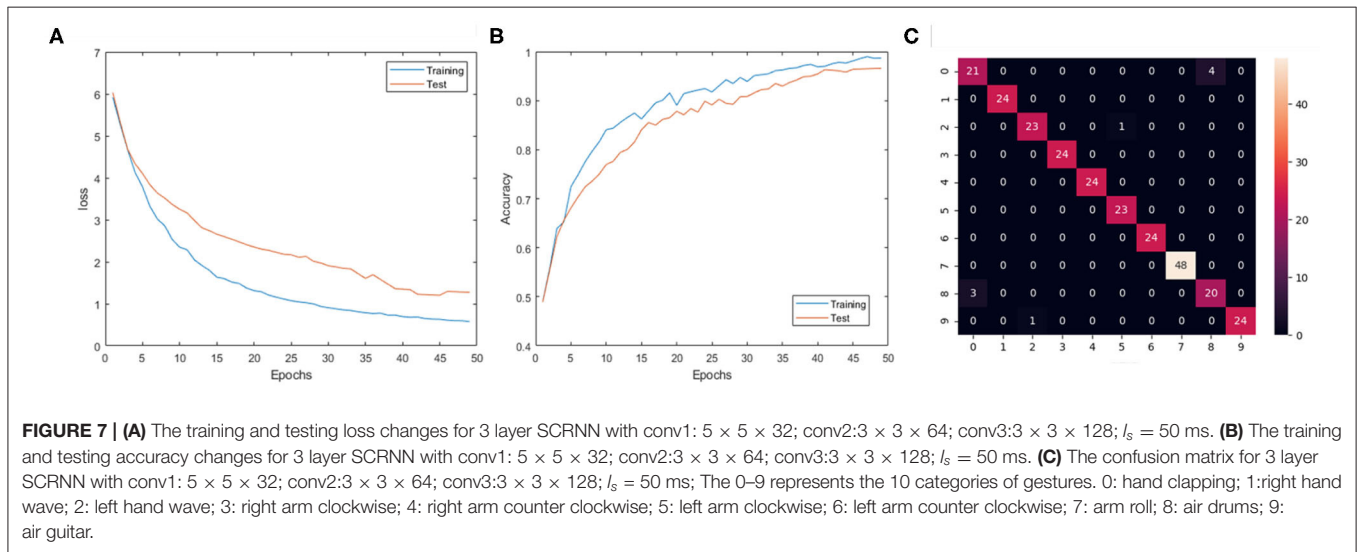 A
B
C
7
6
5
4
3
2
1
0
loss
0 5 10 15 20 25 30 35 40 45 50
Epochs
Training
Test
1
0.9
0.8
0.7
0.6
0.5
0.4
Accuracy
0 5 10 15 20 25 30 35 40 45 50
Epochs
Training
Test
0 21 0 0 0 0 0 0 0 4 0
1 0 24 0 0 0 0 0 0 0 0
2 0 0 23 0 0 1 0 0 0 0
3 0 0 0 24 0 0 0 0 0 0
4 0 0 0 0 24 0 0 0 0 0
5 0 0 0 0 0 23 0 0 0 0
6 0 0 0 0 0 0 24 0 0 0
7 0 0 0 0 0 0 0 48 0 0
8 3 0 0 0 0 0 0 0 20 0
9 0 0 1 0 0 0 0 0 0 24
0 1 2 3 4 5 6 7 8 9
40
30
20
10
0
FIGURE 7 | (A) The training and testing loss changes for 3 layer SCRNN with conv1: 5 × 5 × 32; conv2:3 × 3 × 64; conv3:3 × 3 × 128; lₛ = 50 ms. (B) The training
and testing accuracy changes for 3 layer SCRNN with conv1: 5 × 5 × 32; conv2:3 × 3 × 64; conv3:3 × 3 × 128; lₛ = 50 ms. (C) The confusion matrix for 3 layer
SCRNN with conv1: 5 × 5 × 32; conv2:3 × 3 × 64; conv3:3 × 3 × 128; lₛ = 50 ms; The 0–9 represents the 10 categories of gestures. 0: hand clapping; 1:right hand
wave; 2: left hand wave; 3: right arm clockwise; 4: right arm counter clockwise; 5: left arm clockwise; 6: left arm counter clockwise; 7: arm roll; 8: air drums; 9:
air guitar.